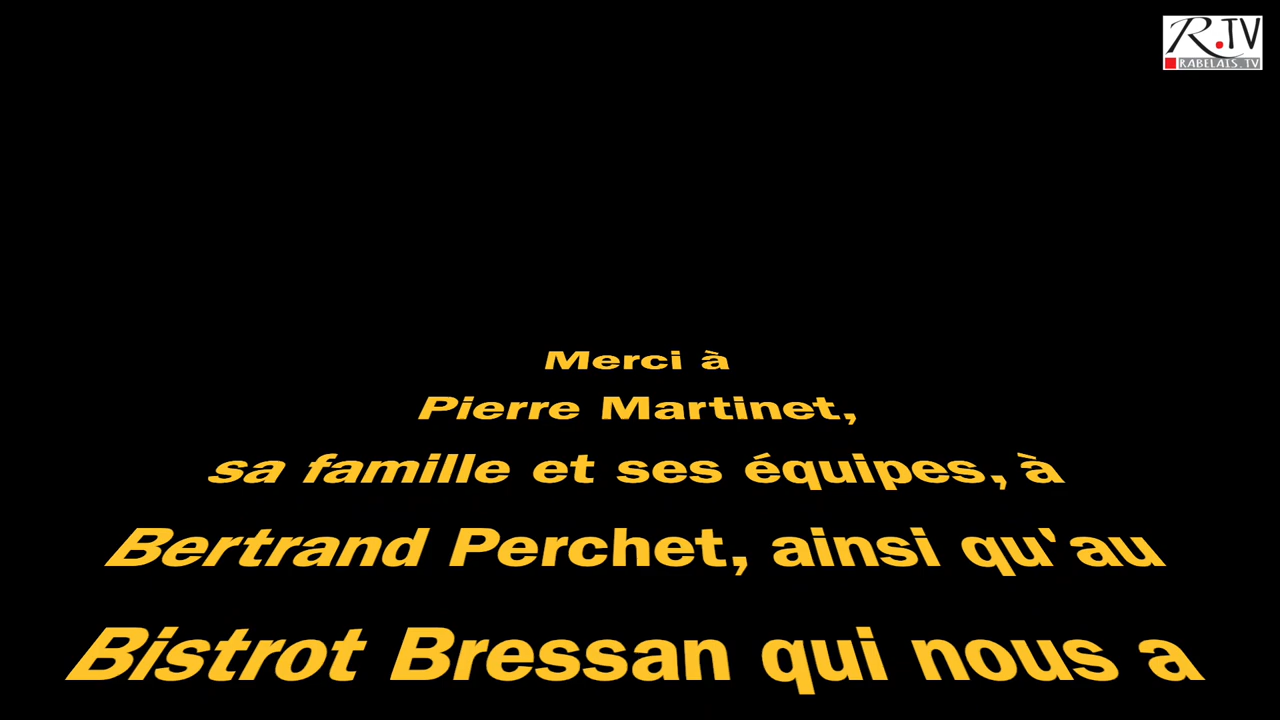 R.TV
RABELAIS.TV
Merci à
Pierre Martinet,
sa famille et ses équipes, à
Bertrand Perchet, ainsi qu'au
Bistrot Bressan qui nous a